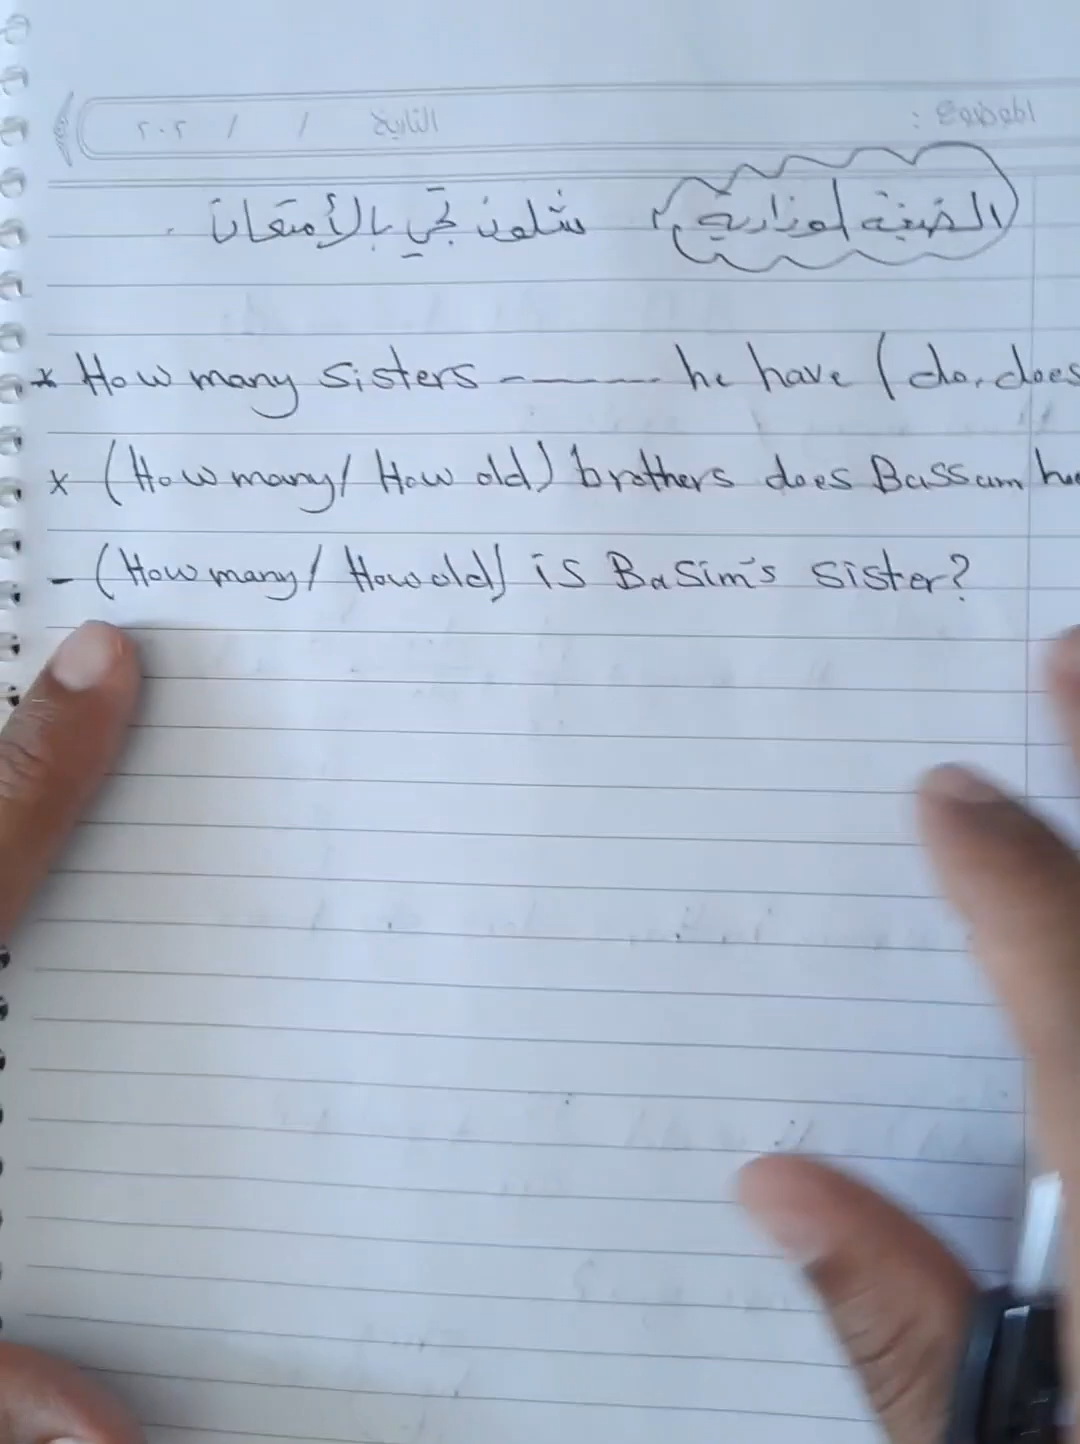 الموضوع : التاريخ / / ٢٠٢
الصيغة الوزارية شلون تجي بالأمتحان .
* How many sisters ------- he have (do, does
* (How many/ How old) brothers does Bassam
- (How many/ How old) is Basim's sister?